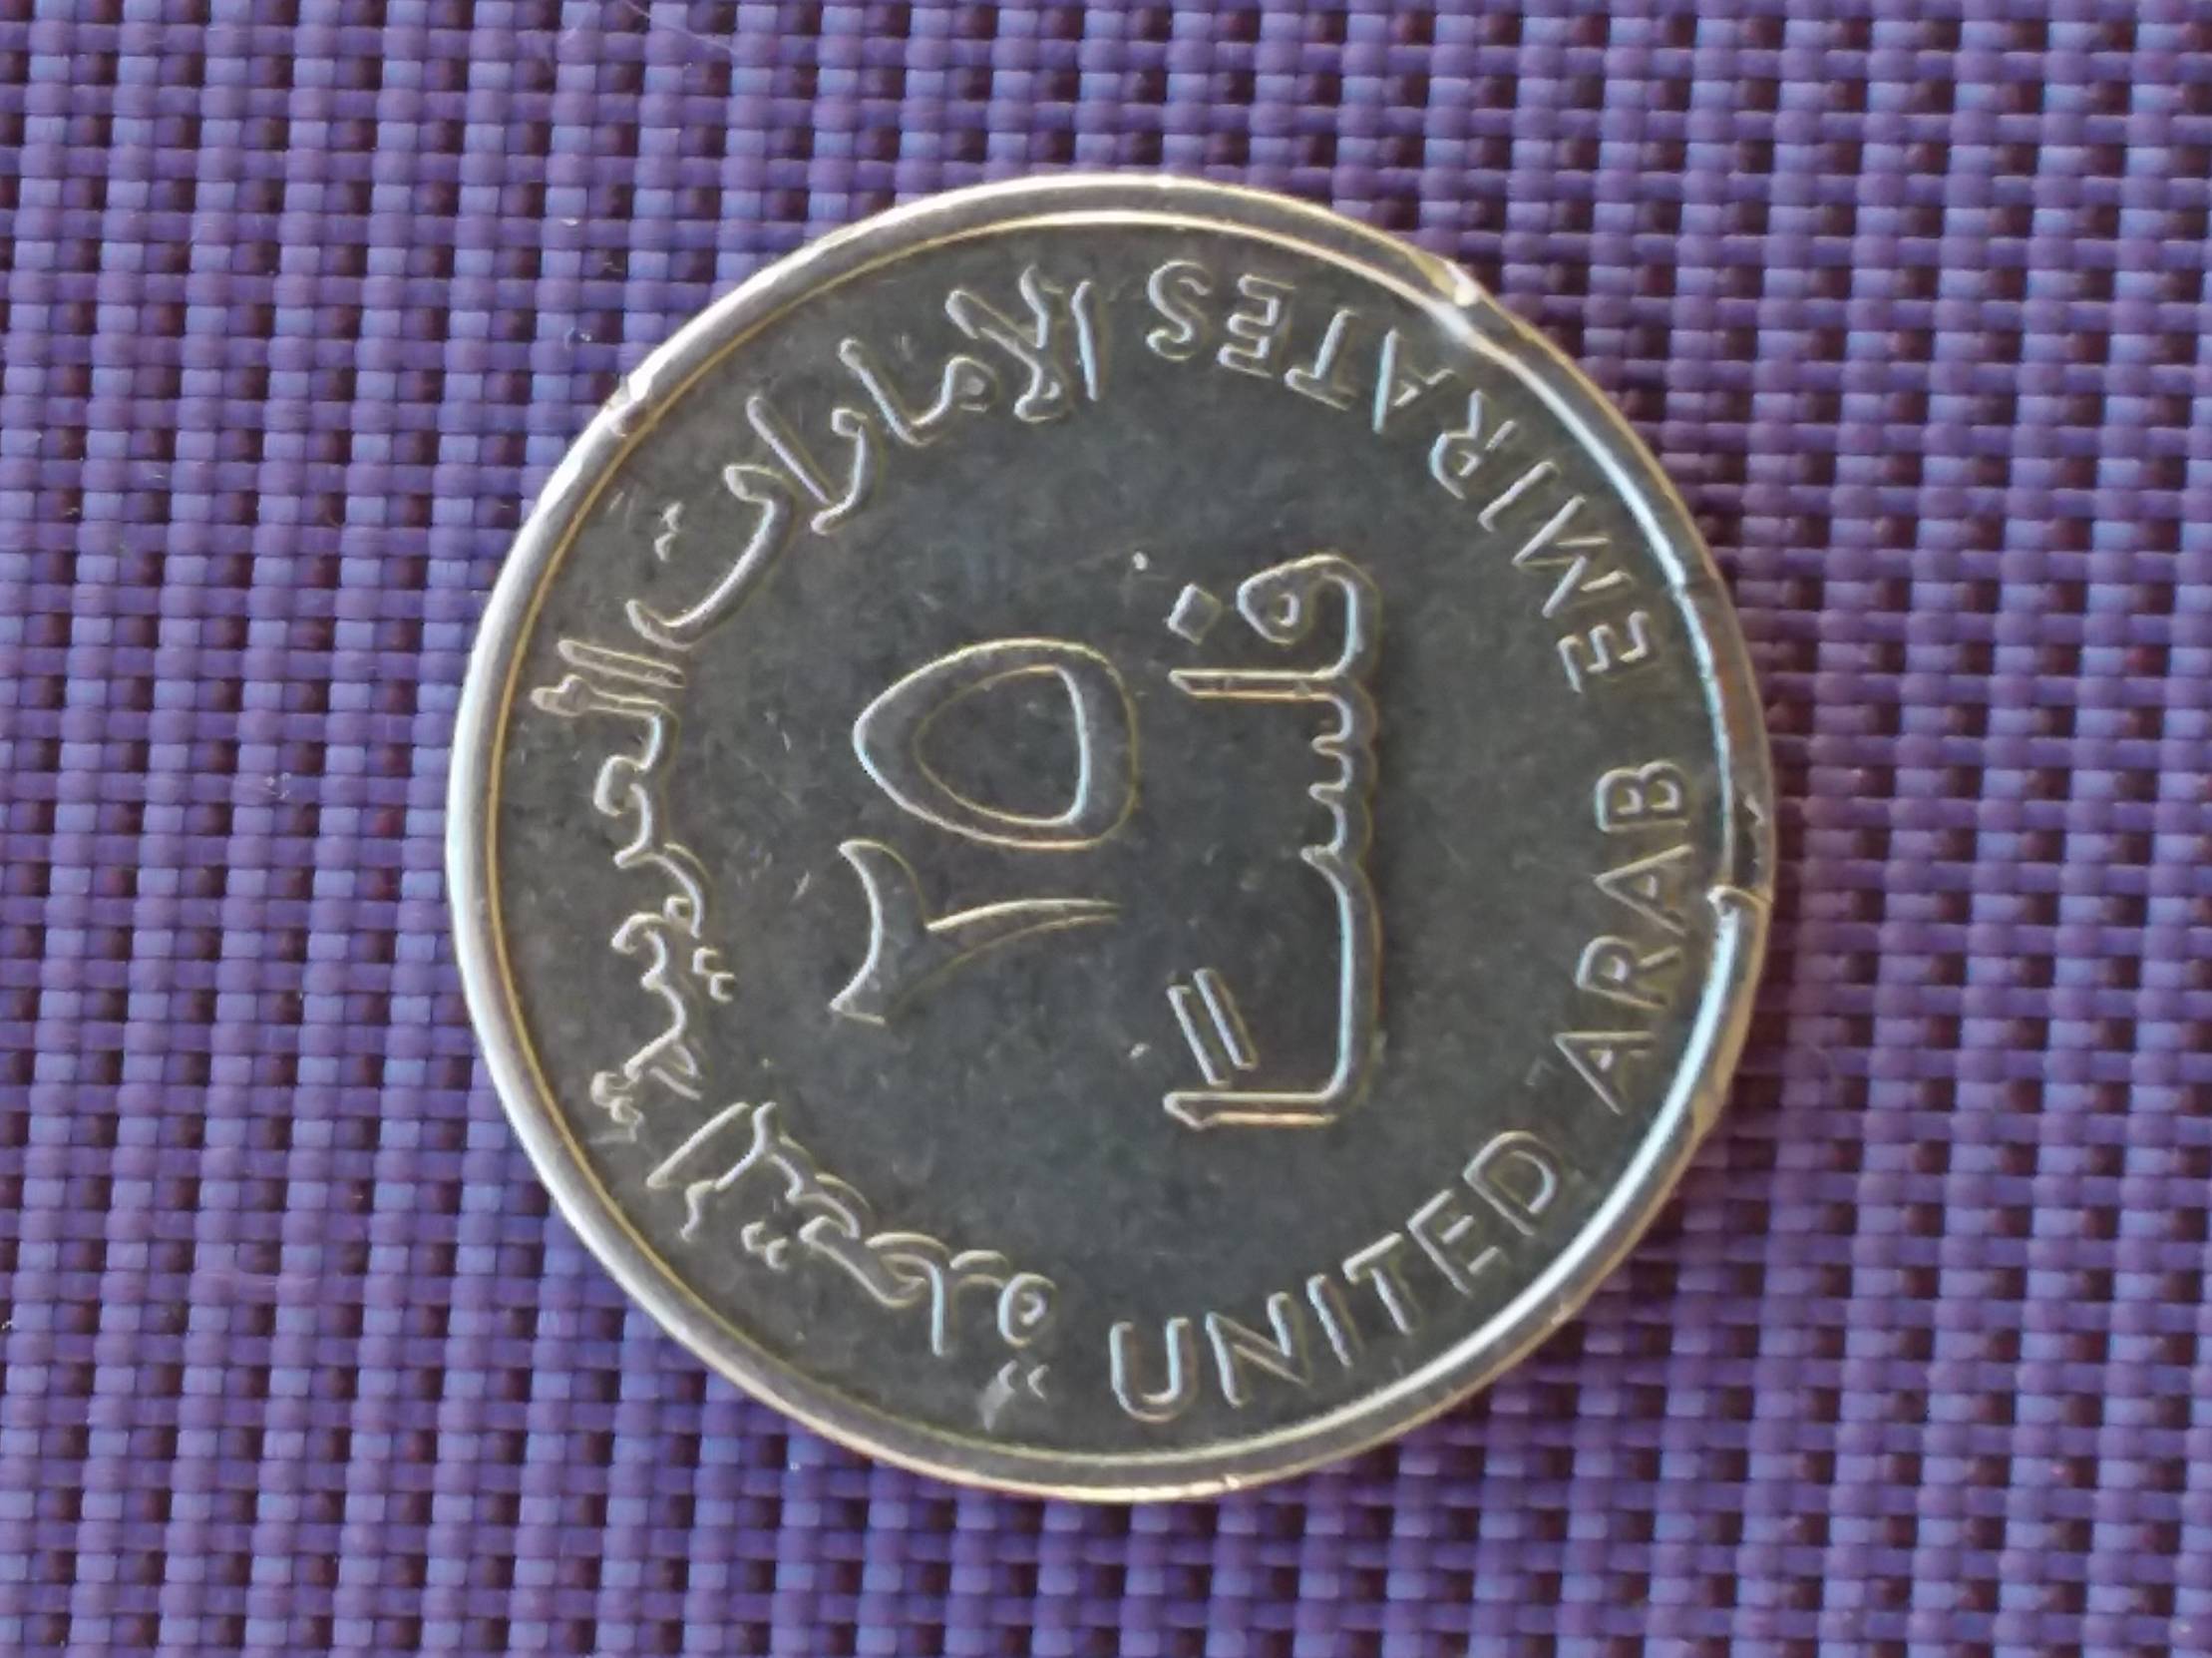 الإمارات العربية المتحدة
٢٥
فلساً
UNITED ARAB EMIRATES